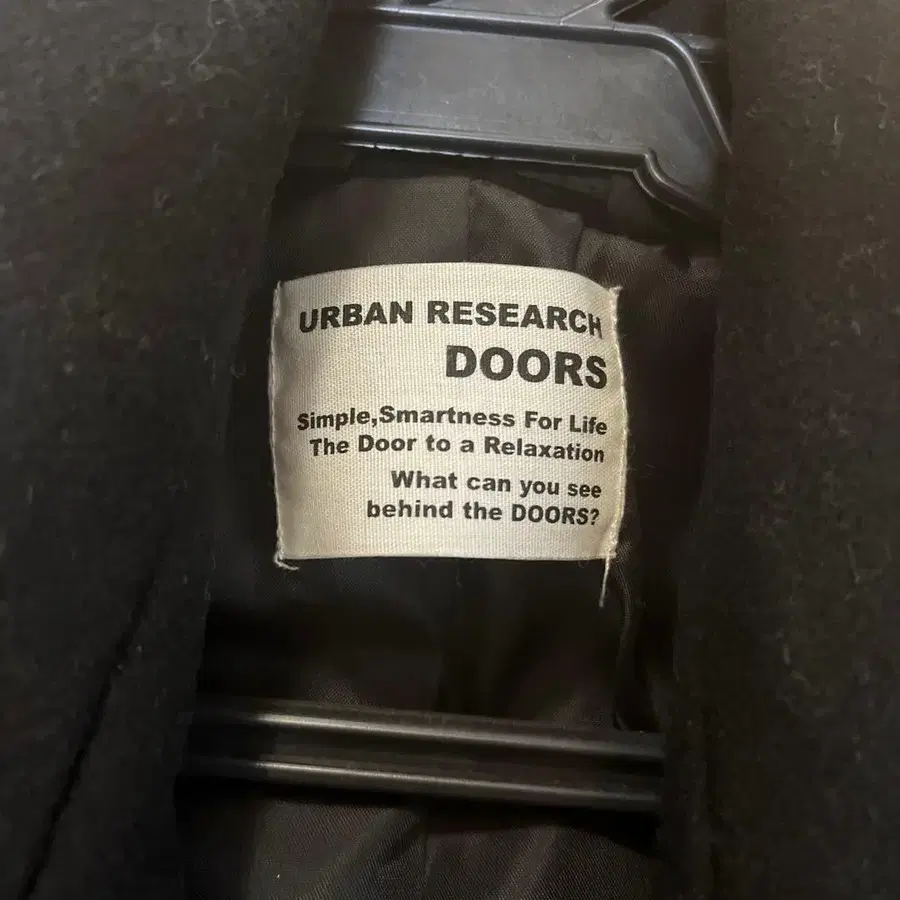 URBAN RESEARCH
DOORS
Simple,Smartness For Life
The Door to a Relaxation
What can you see
behind the DOORS?